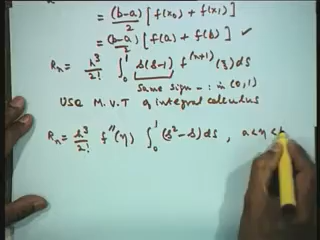 = (b-a)/2 [f(x₀) + f(x₁)]
= (b-a)/2 [f(a) + f(b)] ✓
Rₙ = h³/2! ∫₀¹ s(s-1) f⁽ⁿ⁺¹⁾(ξ) ds
same sign in (0,1)
USE M.V.T of integral calculus
Rₙ = h³/2! f''(η) ∫₀¹ (s²-s) ds, a<η<b